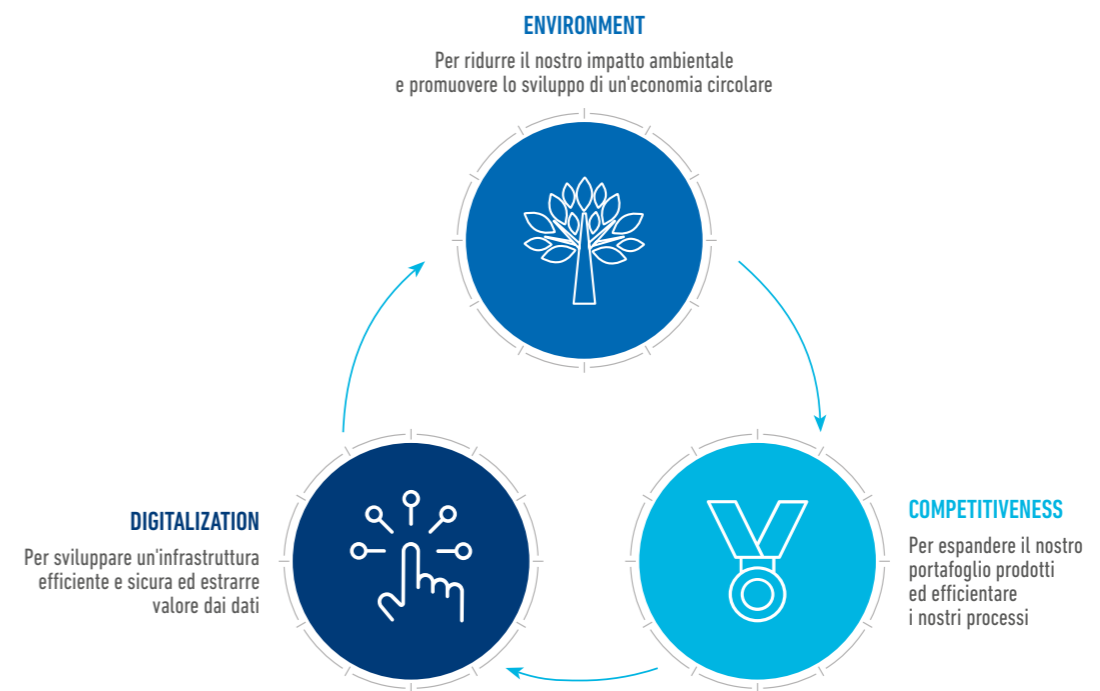 ENVIRONMENT
Per ridurre il nostro impatto ambientale
e promuovere lo sviluppo di un'economia circolare
DIGITALIZATION
Per sviluppare un'infrastruttura
efficiente e sicura ed estrarre
valore dai dati
COMPETITIVENESS
Per espandere il nostro
portafoglio prodotti
ed efficientare
i nostri processi